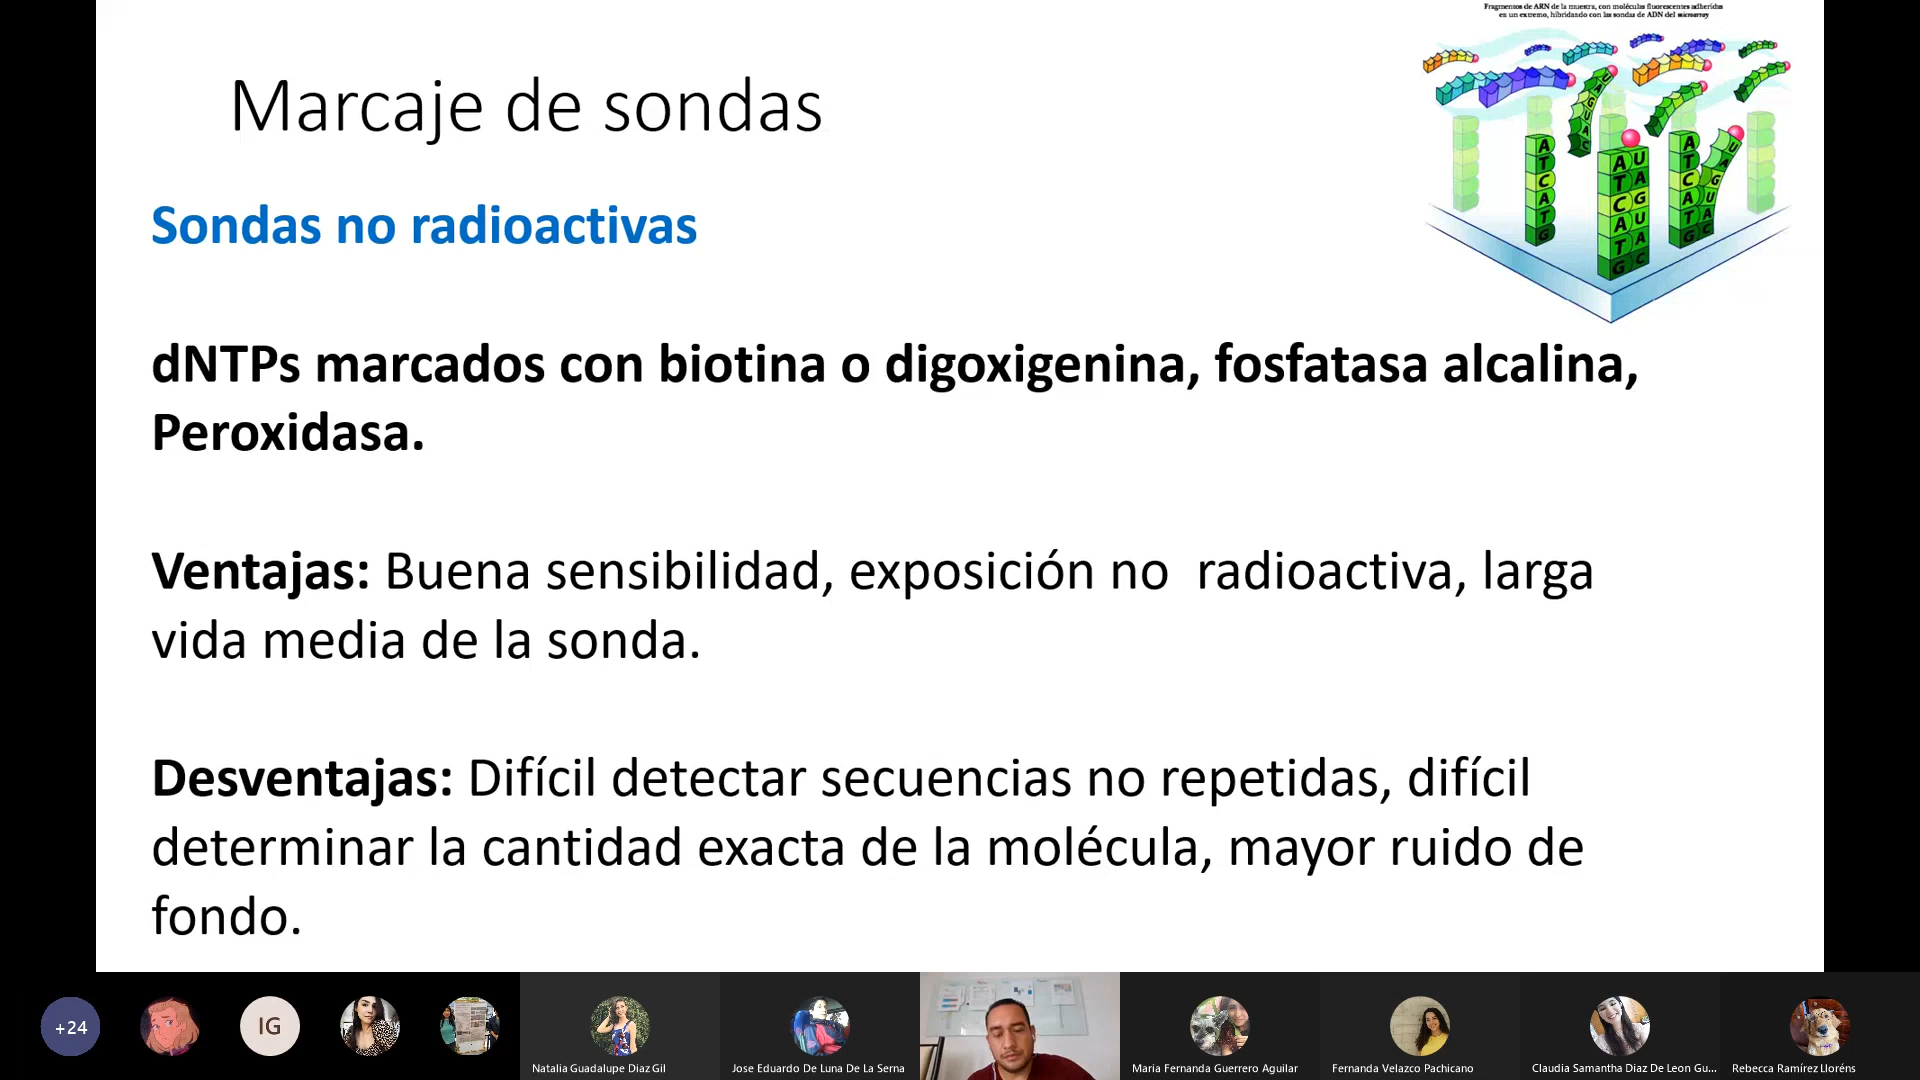 Fragmentos de ARN de la muestra, con moléculas fluorescentes adheridas
en un extremo, hibridando con las sondas de ADN del microarray
Marcaje de sondas
Sondas no radioactivas
dNTPs marcados con biotina o digoxigenina, fosfatasa alcalina,
Peroxidasa.
Ventajas: Buena sensibilidad, exposición no radioactiva, larga
vida media de la sonda.
Desventajas: Difícil detectar secuencias no repetidas, difícil
determinar la cantidad exacta de la molécula, mayor ruido de
fondo.
+24
IG
Natalia Guadalupe Diaz Gil
Jose Eduardo De Luna De La Serna
Maria Fernanda Guerrero Aguilar
Fernanda Velazco Pachicano
Claudia Samantha Diaz De Leon Gu...
Rebecca Ramírez Lloréns